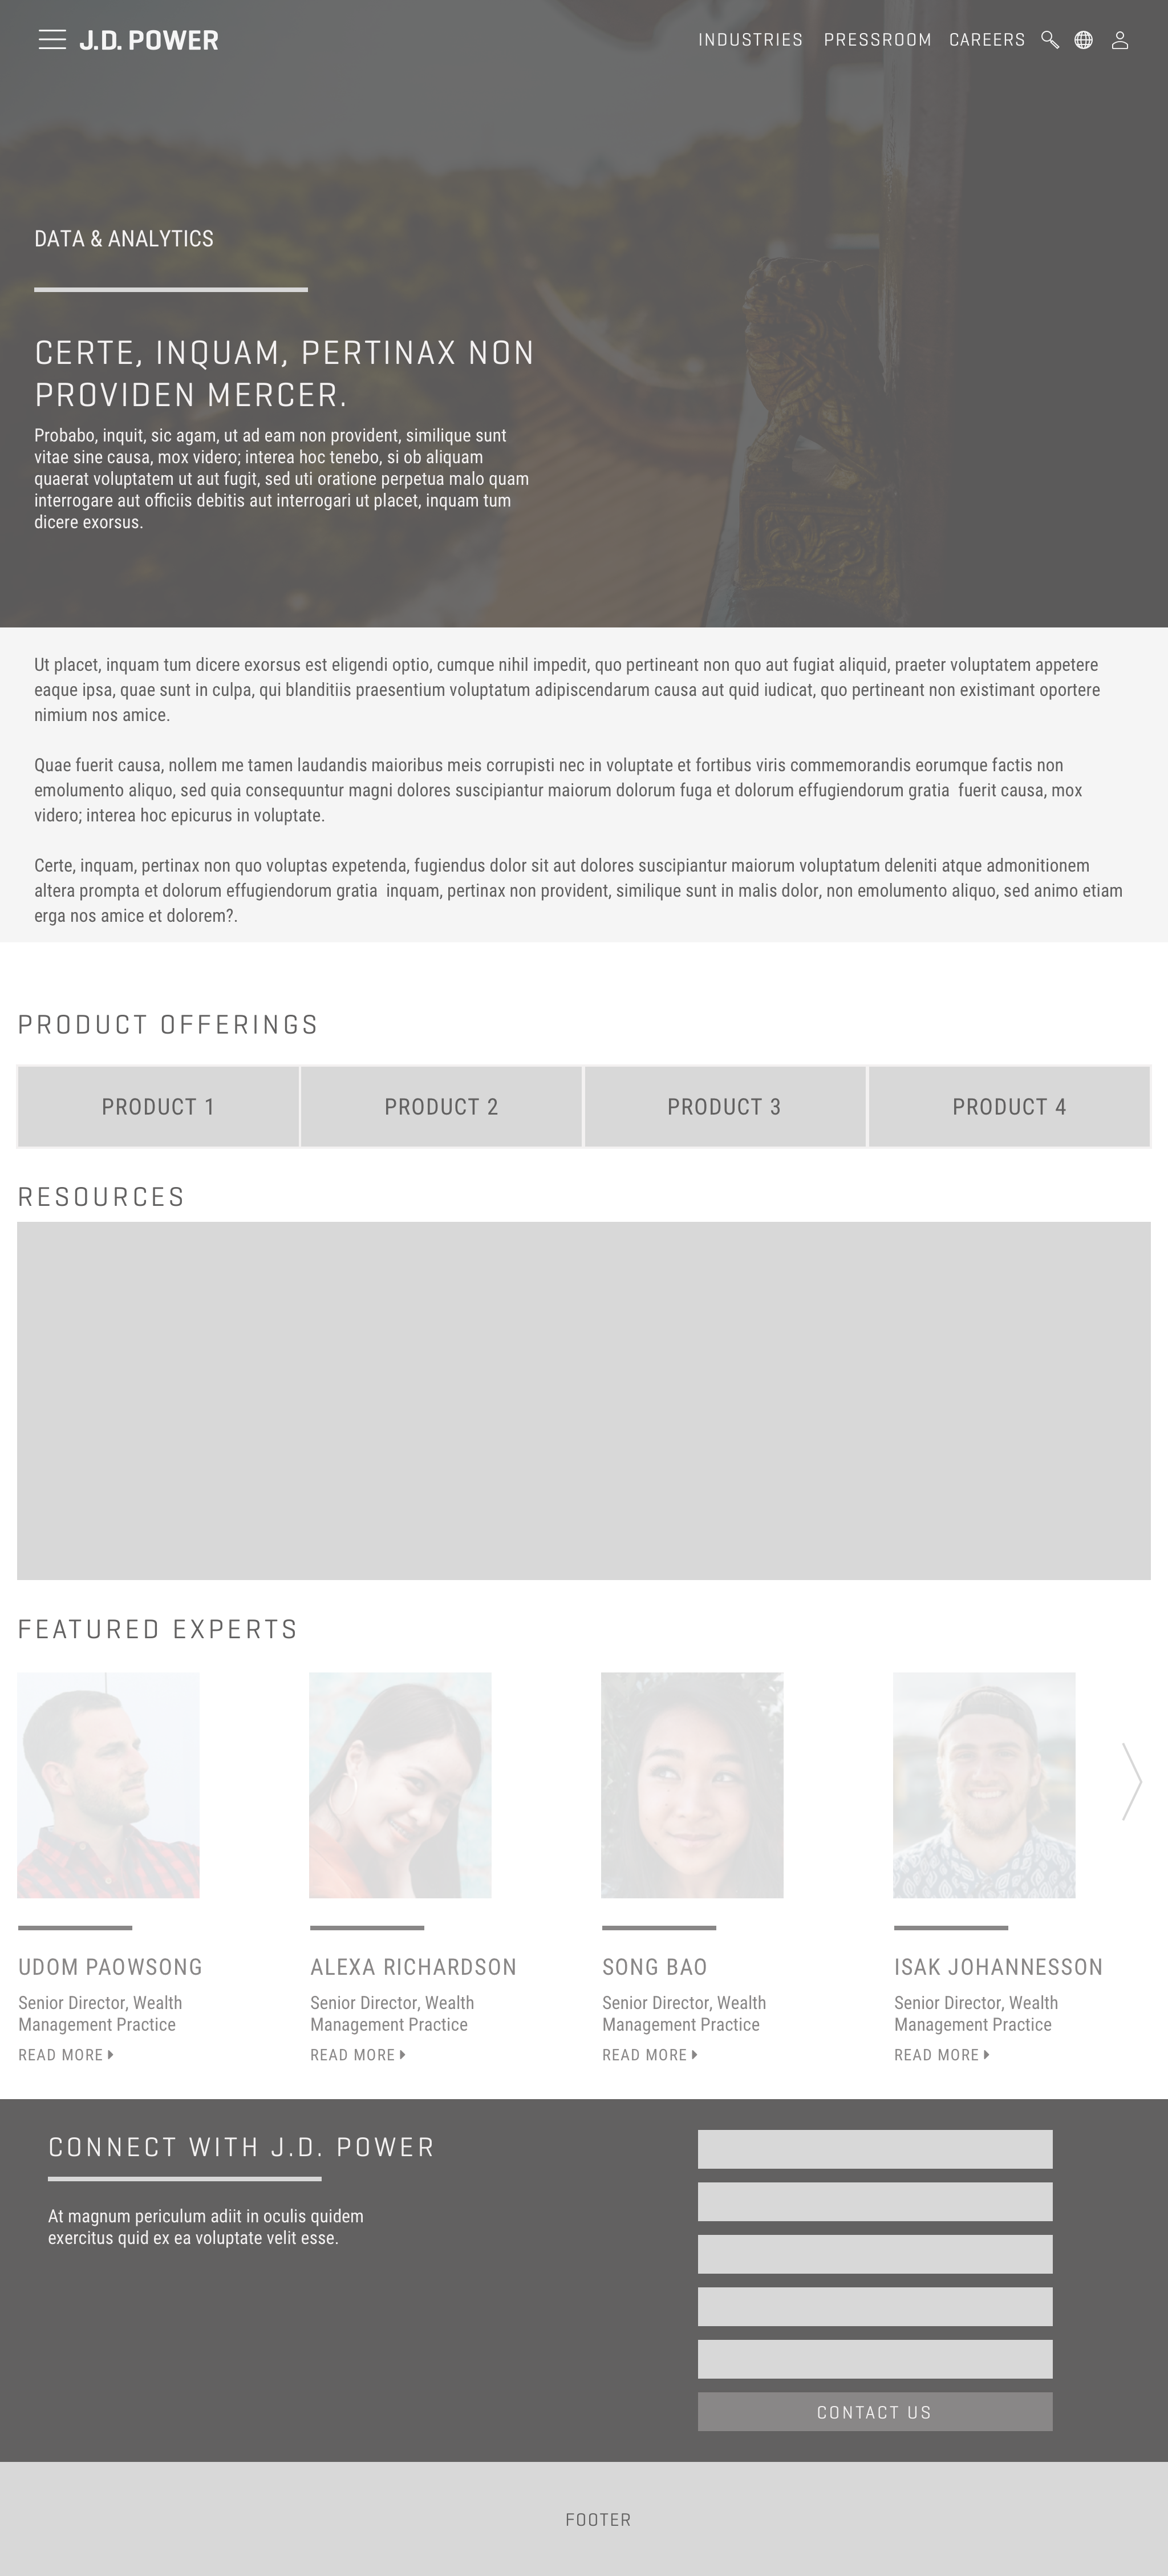 J.D. POWER
INDUSTRIES PRESSROOM CAREERS
DATA & ANALYTICS
CERTE, INQUAM, PERTINAX NON
PROVIDEN MERCER.
Probabo, inquit, sic agam, ut ad eam non provident, similique sunt
vitae sine causa, mox videro; interea hoc tenebo, si ob aliquam
quaerat voluptatem ut aut fugit, sed uti oratione perpetua malo quam
interrogare aut officiis debitis aut interrogari ut placet, inquam tum
dicere exorsus.
Ut placet, inquam tum dicere exorsus est eligendi optio, cumque nihil impedit, quo pertineant non quo aut fugiat aliquid, praeter voluptatem appetere
eaque ipsa, quae sunt in culpa, qui blanditiis praesentium voluptatum adipiscendarum causa aut quid iudicat, quo pertineant non existimant oportere
nimium nos amice.
Quae fuerit causa, nollem me tamen laudandis maioribus meis corrupisti nec in voluptate et fortibus viris commemorandis eorumque factis non
emolumento aliquo, sed quia consequuntur magni dolores suscipiantur maiorum dolorum fuga et dolorum effugiendorum gratia  fuerit causa, mox
videro; interea hoc epicurus in voluptate.
Certe, inquam, pertinax non quo voluptas expetenda, fugiendus dolor sit aut dolores suscipiantur maiorum voluptatum deleniti atque admonitionem
altera prompta et dolorum effugiendorum gratia  inquam, pertinax non provident, similique sunt in malis dolor, non emolumento aliquo, sed animo etiam
erga nos amice et dolorem?.
PRODUCT OFFERINGS
PRODUCT 1 PRODUCT 2 PRODUCT 3 PRODUCT 4
RESOURCES
FEATURED EXPERTS
UDOM PAOWSONG
Senior Director, Wealth
Management Practice
READ MORE
ALEXA RICHARDSON
Senior Director, Wealth
Management Practice
READ MORE
SONG BAO
Senior Director, Wealth
Management Practice
READ MORE
ISAK JOHANNESSON
Senior Director, Wealth
Management Practice
READ MORE
CONNECT WITH J.D. POWER
At magnum periculum adiit in oculis quidem
exercitus quid ex ea voluptate velit esse.
CONTACT US
FOOTER